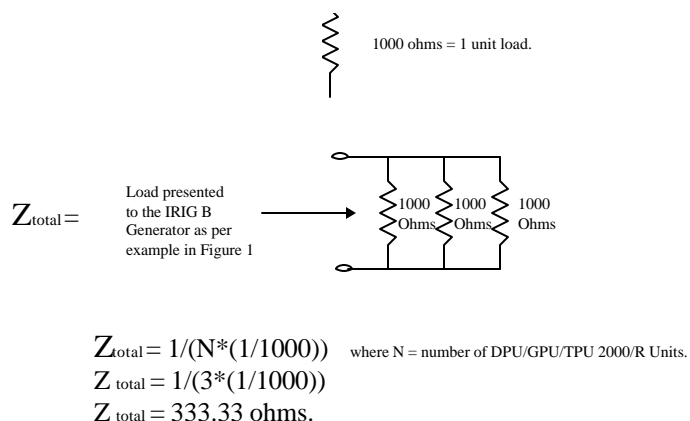 1000 ohms = 1 unit load.
Ztotal =
Load presented
to the IRIG B
Generator as per
example in Figure 1
1000 Ohms
1000 Ohms
1000 Ohms
Ztotal = 1/(N*(1/1000)) where N = number of DPU/GPU/TPU 2000/R Units.
Z total = 1/(3*(1/1000))
Z total = 333.33 ohms.